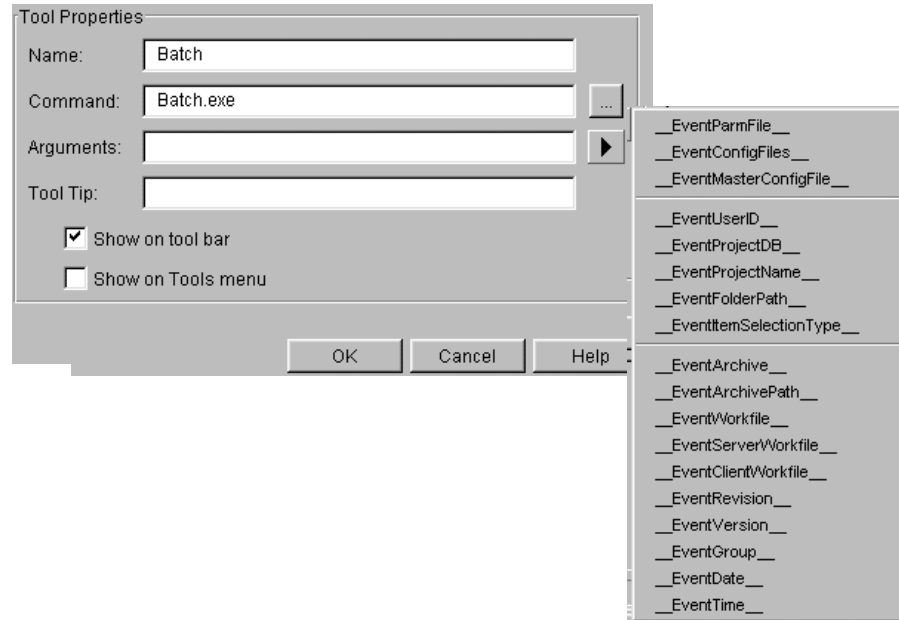 Tool Properties
Name: Batch
Command: Batch.exe ...
Arguments:
Tool Tip:
Show on tool bar
Show on Tools menu
OK Cancel Help
__EventParmFile__
__EventConfigFiles__
__EventMasterConfigFile__
__EventUserID__
__EventProjectDB__
__EventProjectName__
__EventFolderPath__
__EventItemSelectionType__
__EventArchive__
__EventArchivePath__
__EventWorkfile__
__EventServerWorkfile__
__EventClientWorkfile__
__EventRevision__
__EventVersion__
__EventGroup__
__EventDate__
__EventTime__